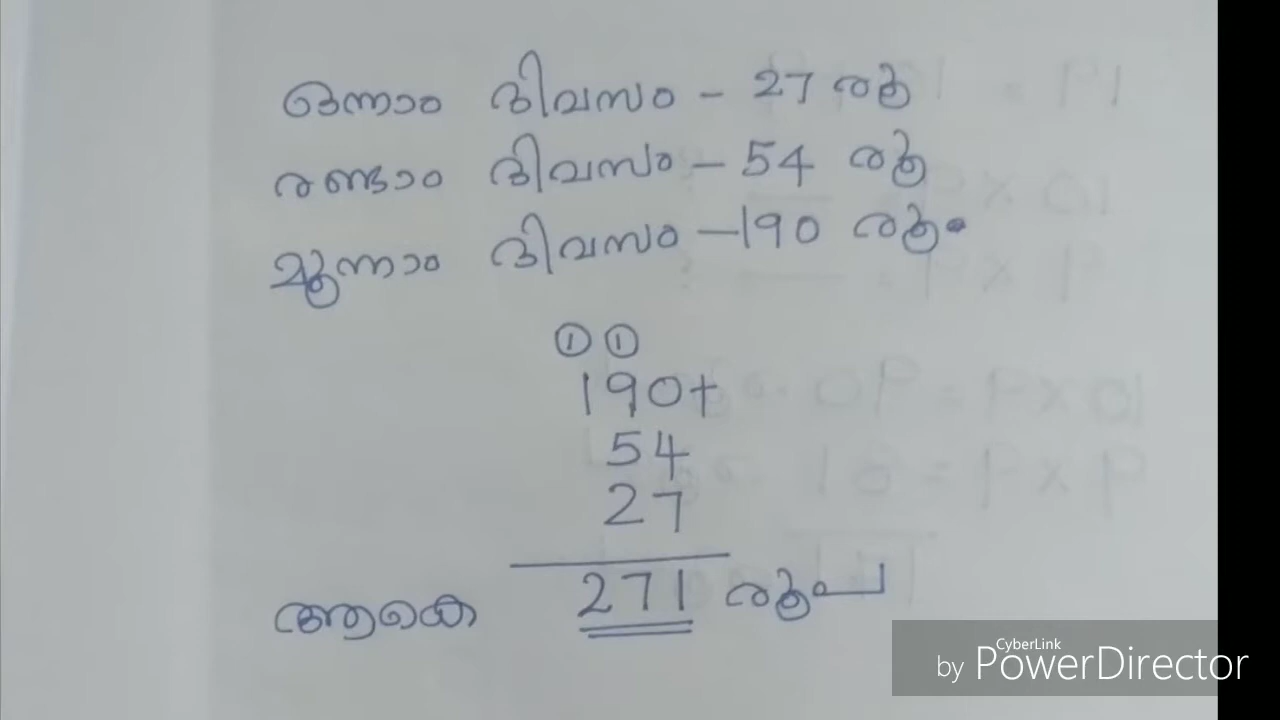 ഒന്നാം ദിവസം - 27 രൂ
രണ്ടാം ദിവസം - 54 രൂ
മൂന്നാം ദിവസം - 190 രൂ
1 1
190+
54
27
ആകെ 271 രൂപ
CyberLink
by PowerDirector